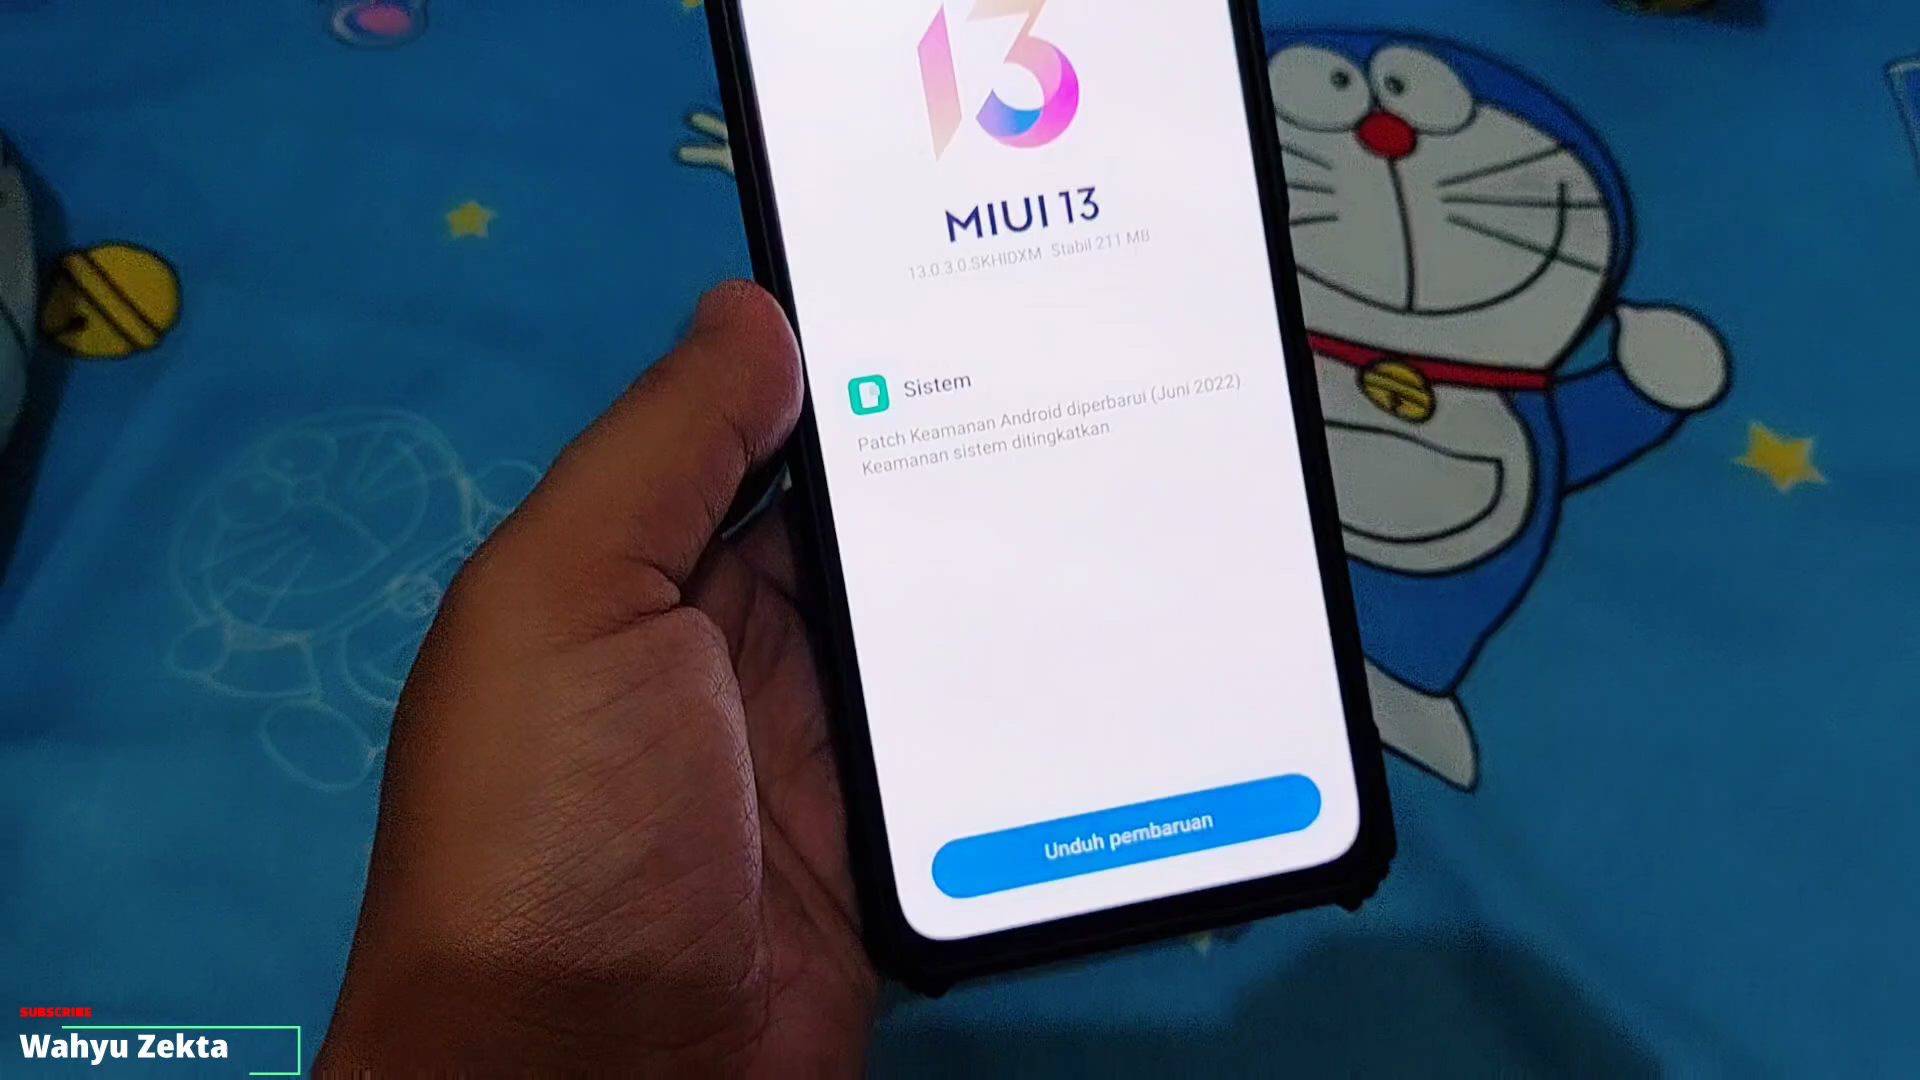 13
MIUI 13
13.0.3.0.SKHIDXM Stabil 211 MB
Sistem
Patch Keamanan Android diperbarui (Juni 2022)
Keamanan sistem ditingkatkan
Unduh pembaruan
SUBSCRIBE
Wahyu Zekta